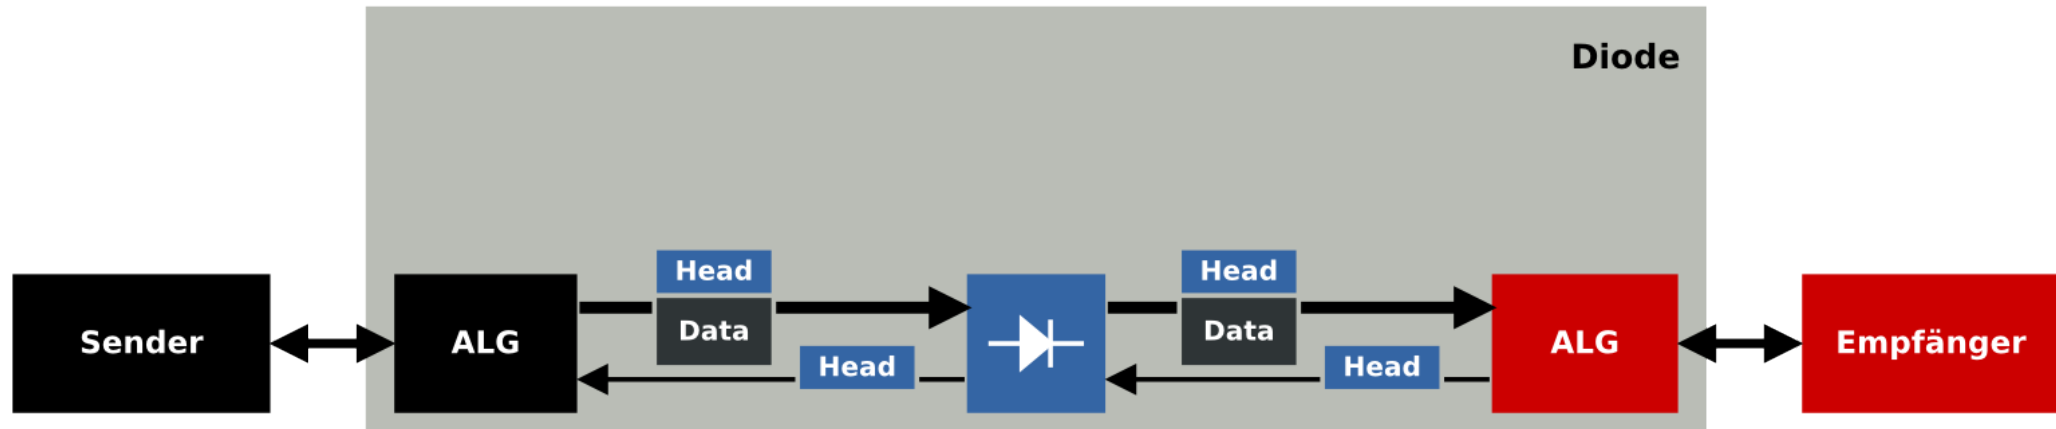 Diode
Head
Head
Sender
ALG
Data
Data
ALG
Empfänger
Head
Head